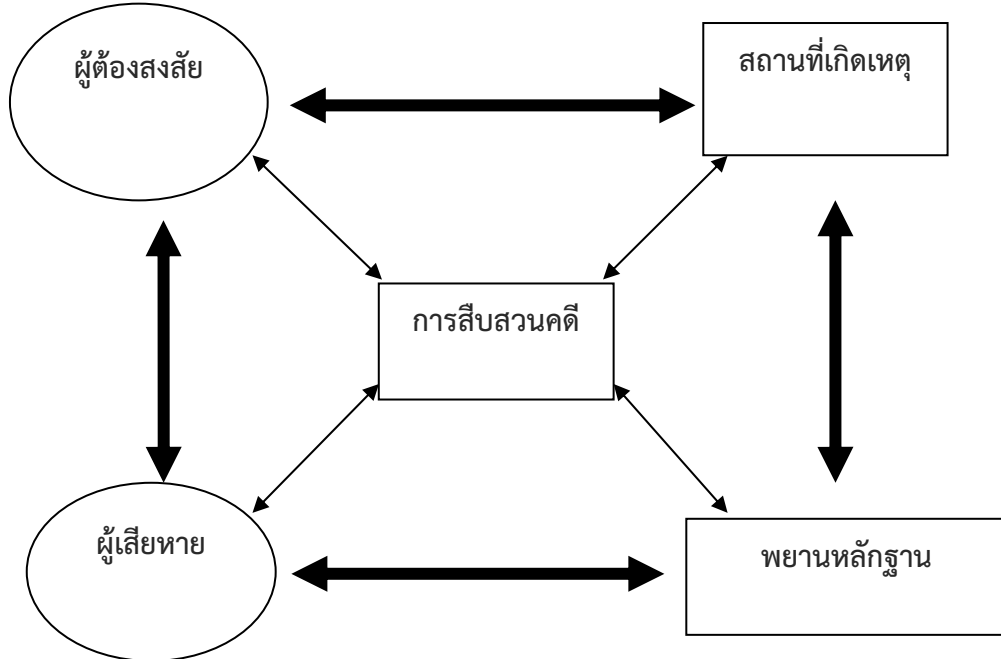 ผู้ต้องสงสัย
สถานที่เกิดเหตุ
การสืบสวนคดี
ผู้เสียหาย
พยานหลักฐาน